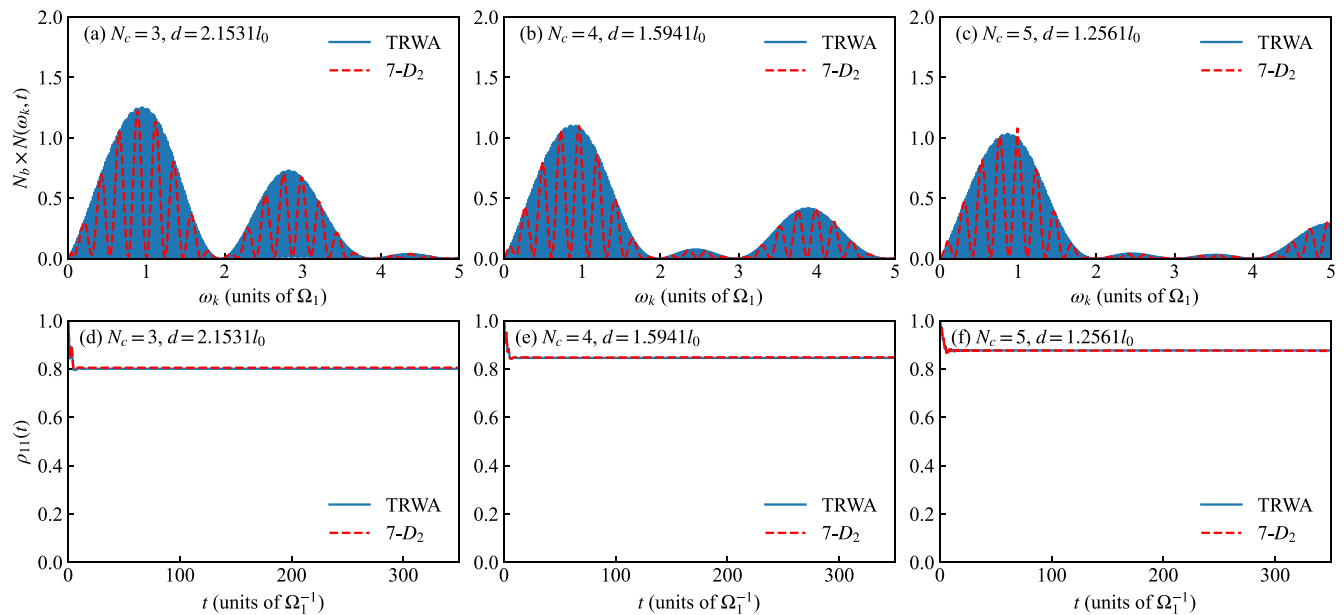 2.0
1.5
1.0
0.5
0.0
N_b × N(ω_k, t)
(a) N_c = 3, d = 2.1531l_0
TRWA
7-D_2
0 1 2 3 4 5
ω_k (units of Ω_1)
2.0
1.5
1.0
0.5
0.0
(b) N_c = 4, d = 1.5941l_0
TRWA
7-D_2
0 1 2 3 4 5
ω_k (units of Ω_1)
2.0
1.5
1.0
0.5
0.0
(c) N_c = 5, d = 1.2561l_0
TRWA
7-D_2
0 1 2 3 4 5
ω_k (units of Ω_1)
1.0
0.8
0.6
0.4
0.2
0.0
ρ_11(t)
(d) N_c = 3, d = 2.1531l_0
TRWA
7-D_2
0 100 200 300
t (units of Ω_1^{-1})
1.0
0.8
0.6
0.4
0.2
0.0
(e) N_c = 4, d = 1.5941l_0
TRWA
7-D_2
0 100 200 300
t (units of Ω_1^{-1})
1.0
0.8
0.6
0.4
0.2
0.0
(f) N_c = 5, d = 1.2561l_0
TRWA
7-D_2
0 100 200 300
t (units of Ω_1^{-1})